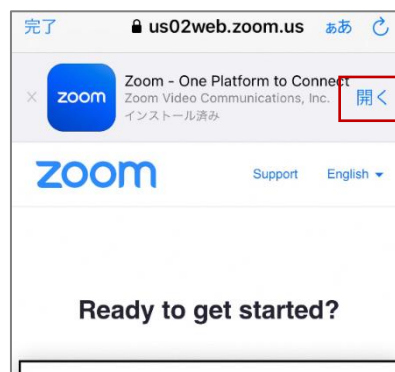 完了 us02web.zoom.us ぁあ
zoom
Zoom - One Platform to Connect
Zoom Video Communications, Inc.
インストール済み
開く
zoom Support English
Ready to get started?